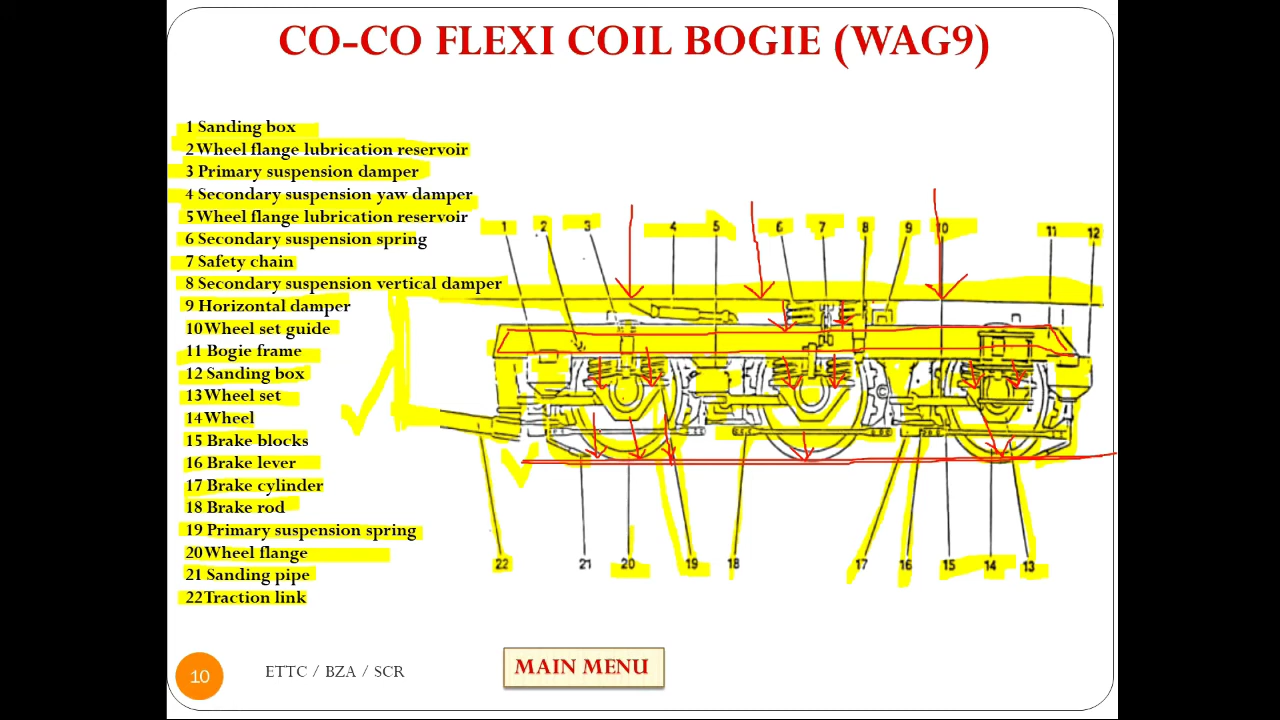 CO-CO FLEXI COIL BOGIE (WAG9)
1 Sanding box
2 Wheel flange lubrication reservoir
3 Primary suspension damper
4 Secondary suspension yaw damper
5 Wheel flange lubrication reservoir
6 Secondary suspension spring
7 Safety chain
8 Secondary suspension vertical damper
9 Horizontal damper
10 Wheel set guide
11 Bogie frame
12 Sanding box
13 Wheel set
14 Wheel
15 Brake blocks
16 Brake lever
17 Brake cylinder
18 Brake rod
19 Primary suspension spring
20 Wheel flange
21 Sanding pipe
22 Traction link
1 2 3 4 5 6 7 8 9 10 11 12
22 21 20 19 18 17 16 15 14 13
10
ETTC / BZA / SCR
MAIN MENU